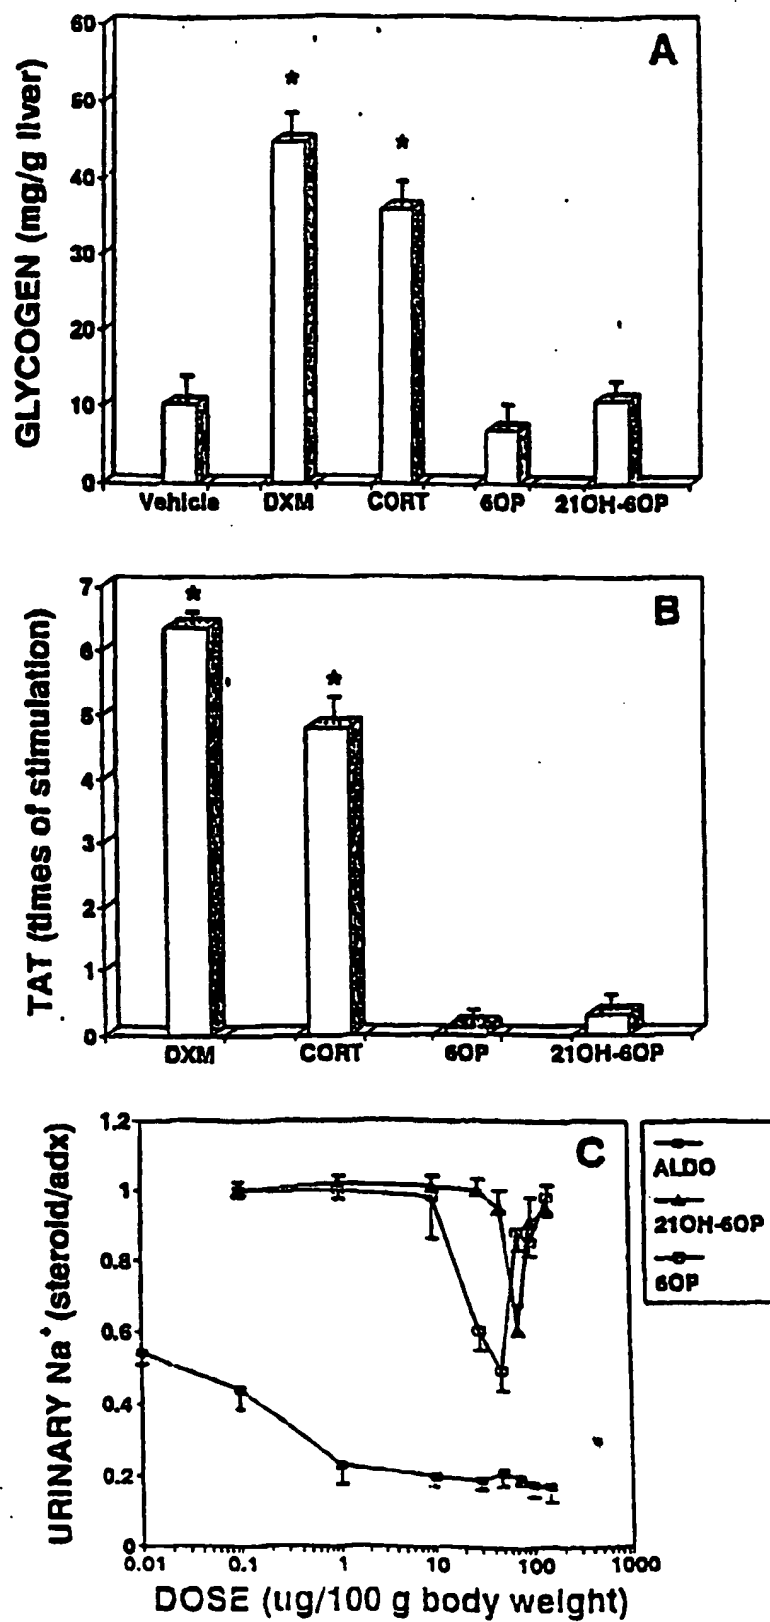 A
GLYCOGEN (mg/g liver)
60
50
40
30
20
10
0
Vehicle DXM CORT 6OP 21OH-6OP
*
*
B
TAT (times of stimulation)
7
6
5
4
3
2
1
0
DXM CORT 6OP 21OH-6OP
*
*
C
URINARY Na+ (steroid/adx)
1.2
1
0.8
0.6
0.4
0.2
0
0.01 0.1 1 10 100 1000
DOSE (ug/100 g body weight)
ALDO
21OH-6OP
6OP